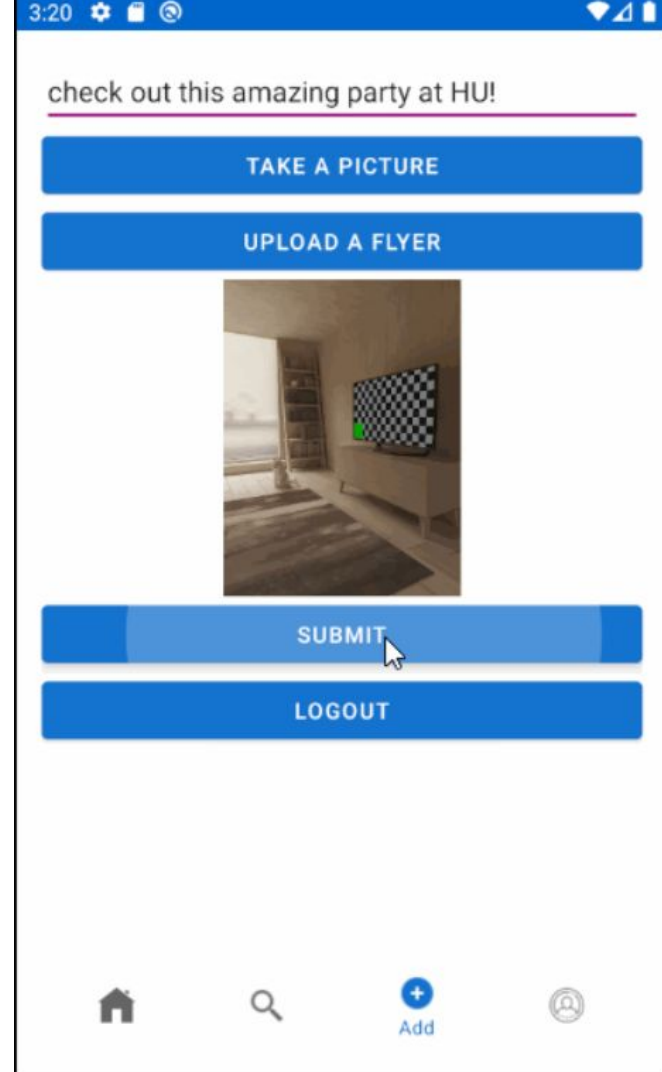 3:20
check out this amazing party at HU!
TAKE A PICTURE
UPLOAD A FLYER
SUBMIT
LOGOUT
Add